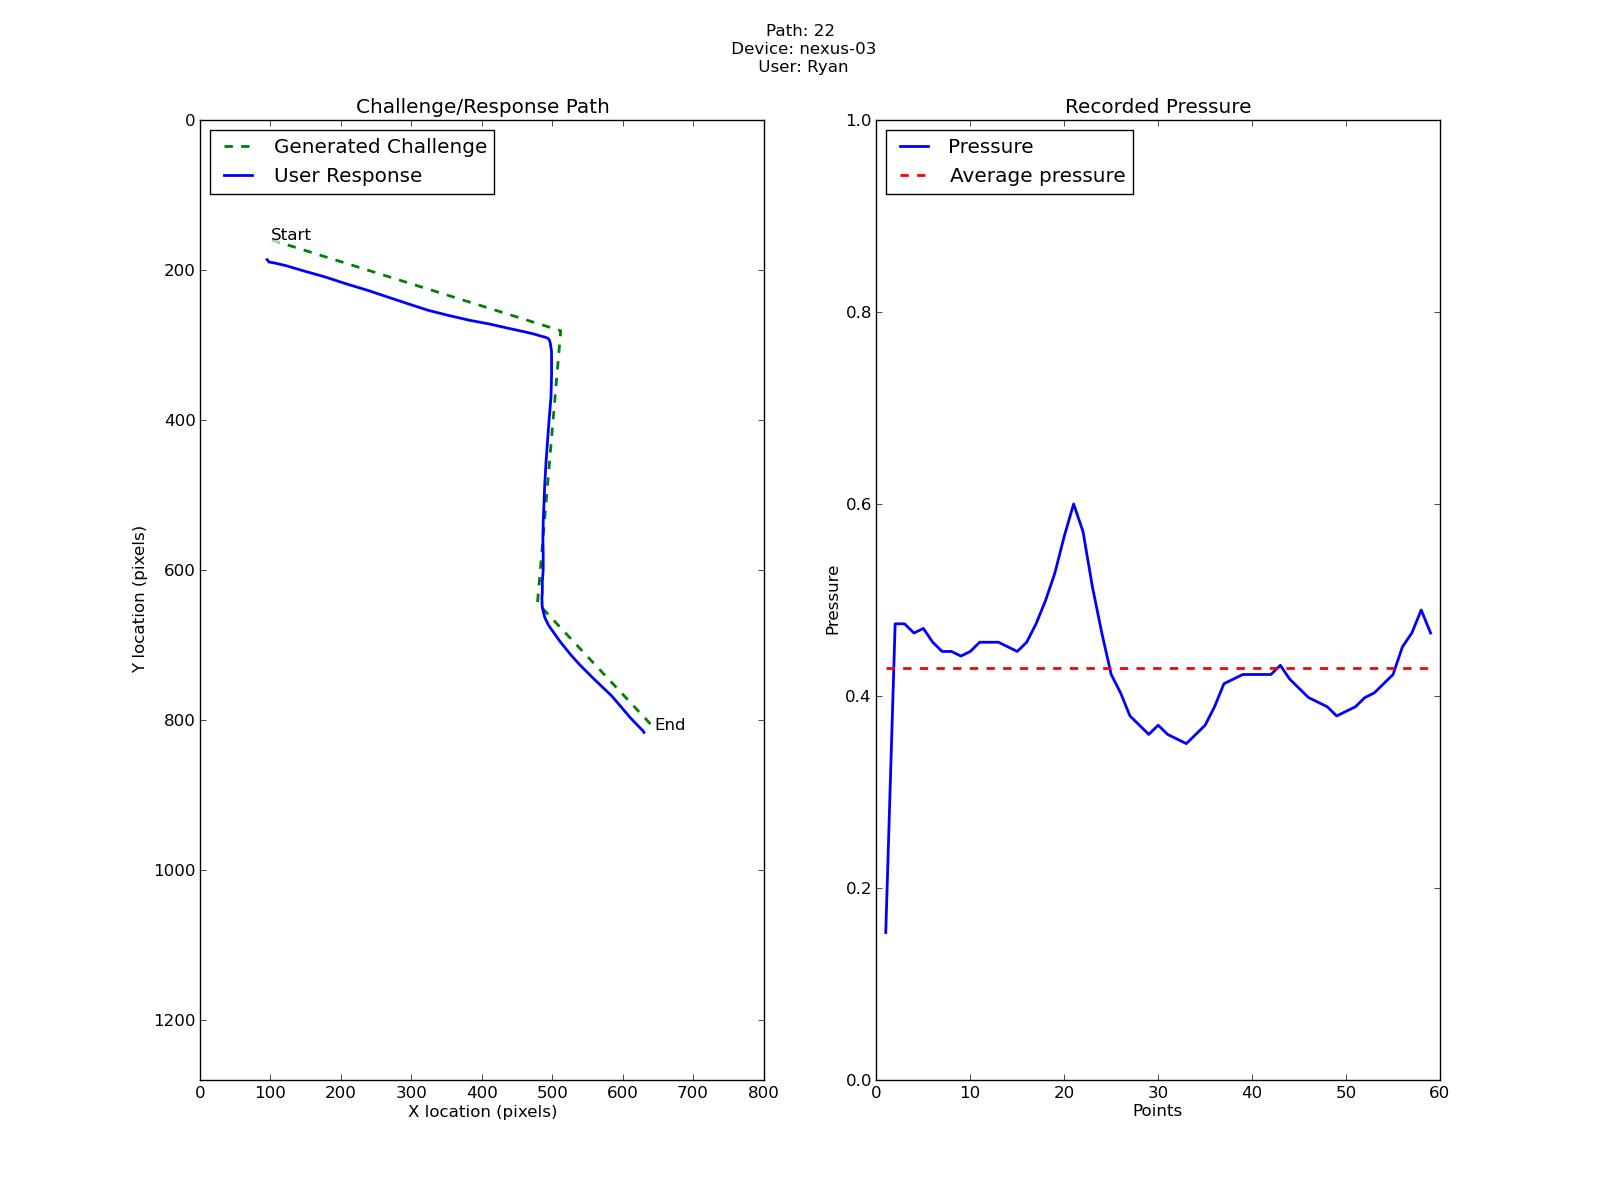 Path: 22
Device: nexus-03
User: Ryan
Challenge/Response Path
Generated Challenge
User Response
Start
End
0
200
400
600
800
1000
1200
Y location (pixels)
0 100 200 300 400 500 600 700 800
X location (pixels)
Recorded Pressure
Pressure
Average pressure
1.0
0.8
0.6
0.4
0.2
0.0
Pressure
0 10 20 30 40 50 60
Points